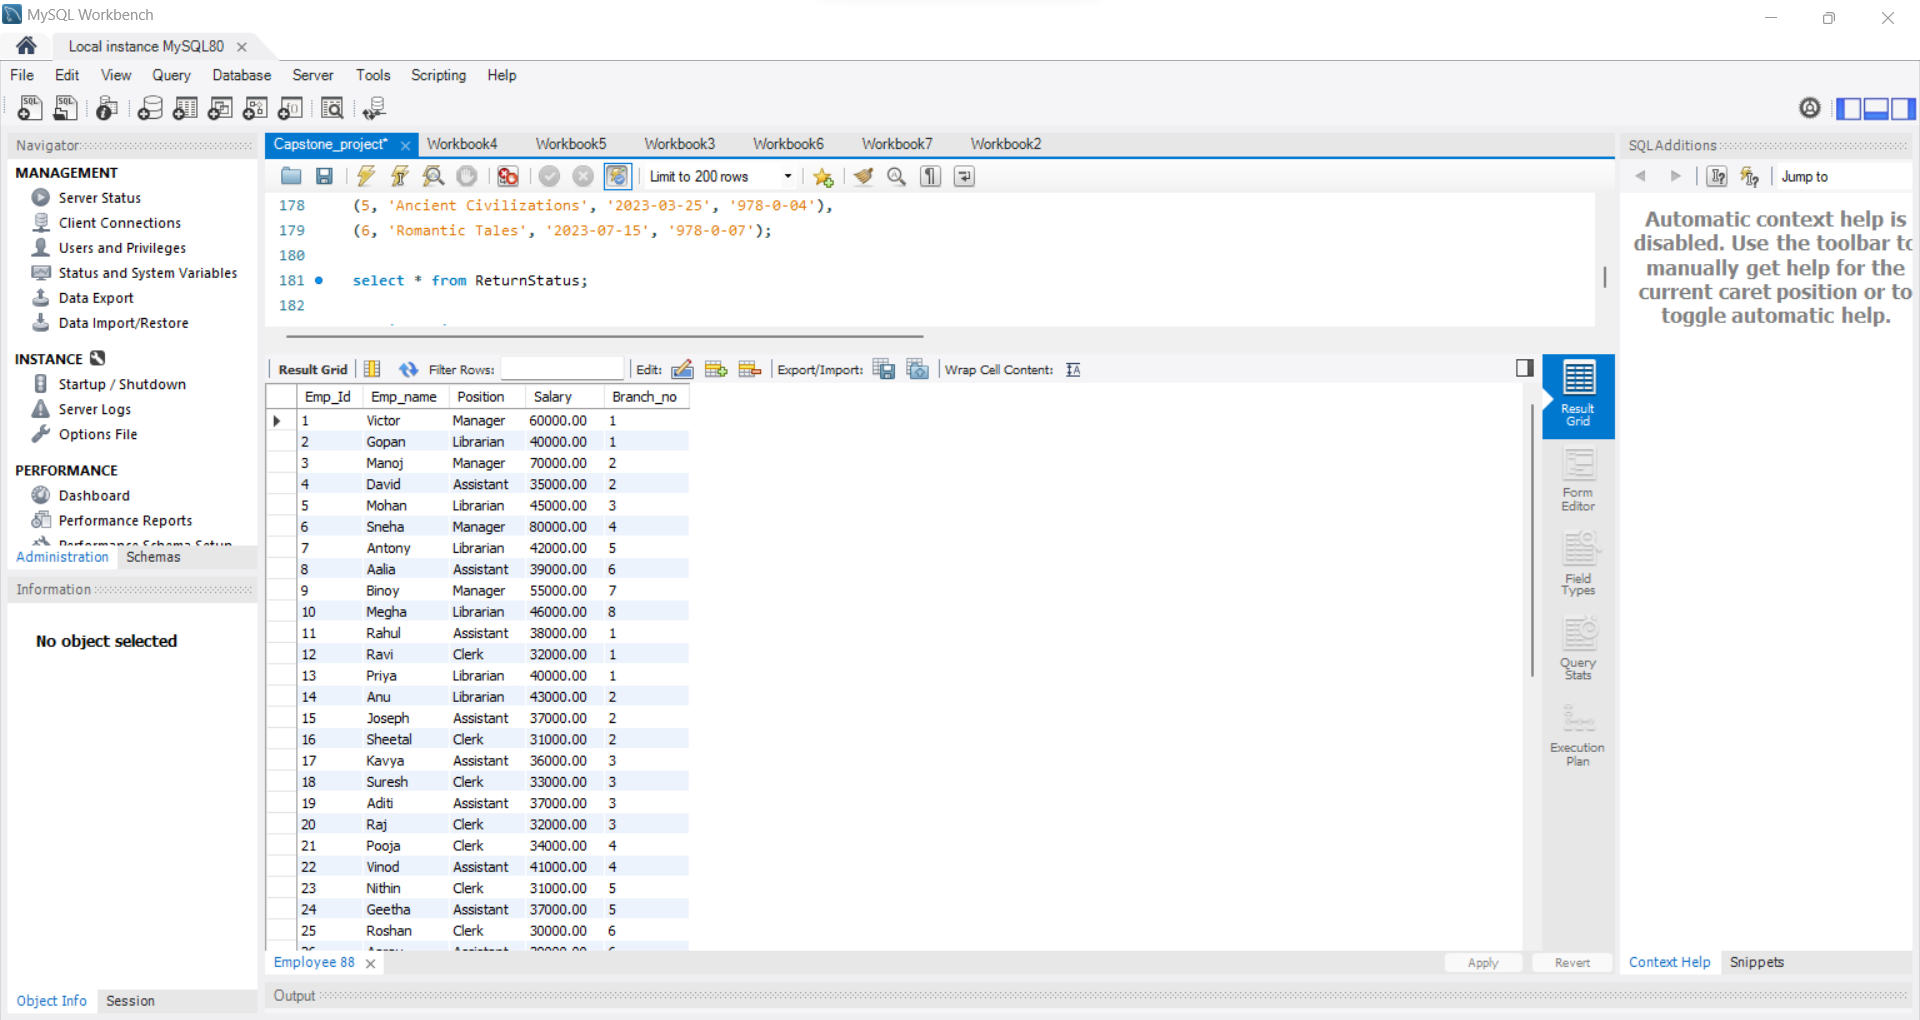 MySQL Workbench
Local instance MySQL80
File Edit View Query Database Server Tools Scripting Help
Navigator
MANAGEMENT
Server Status
Client Connections
Users and Privileges
Status and System Variables
Data Export
Data Import/Restore
INSTANCE
Startup / Shutdown
Server Logs
Options File
PERFORMANCE
Dashboard
Performance Reports
Performance Schema Setup
Administration Schemas
Information
No object selected
Object Info Session
Capstone_project* Workbook4 Workbook5 Workbook3 Workbook6 Workbook7 Workbook2
Limit to 200 rows
178 (5, 'Ancient Civilizations', '2023-03-25', '978-0-04'),
179 (6, 'Romantic Tales', '2023-07-15', '978-0-07');
180
181 select * from ReturnStatus;
182
Result Grid Filter Rows: Edit: Export/Import: Wrap Cell Content:
Emp_Id Emp_name Position Salary Branch_no
1 Victor Manager 60000.00 1
2 Gopan Librarian 40000.00 1
3 Manoj Manager 70000.00 2
4 David Assistant 35000.00 2
5 Mohan Librarian 45000.00 3
6 Sneha Manager 80000.00 4
7 Antony Librarian 42000.00 5
8 Aalia Assistant 39000.00 6
9 Binoy Manager 55000.00 7
10 Megha Librarian 46000.00 8
11 Rahul Assistant 38000.00 1
12 Ravi Clerk 32000.00 1
13 Priya Librarian 40000.00 1
14 Anu Librarian 43000.00 2
15 Joseph Assistant 37000.00 2
16 Sheetal Clerk 31000.00 2
17 Kavya Assistant 36000.00 3
18 Suresh Clerk 33000.00 3
19 Aditi Assistant 37000.00 3
20 Raj Clerk 32000.00 3
21 Pooja Clerk 34000.00 4
22 Vinod Assistant 41000.00 4
23 Nithin Clerk 31000.00 5
24 Geetha Assistant 37000.00 5
25 Roshan Clerk 30000.00 6
Employee 88
Apply Revert
Output
Result
Grid
Form
Editor
Field
Types
Query
Stats
Execution
Plan
SQLAdditions
Jump to
Automatic context help is
disabled. Use the toolbar to
manually get help for the
current caret position or to
toggle automatic help.
Context Help Snippets